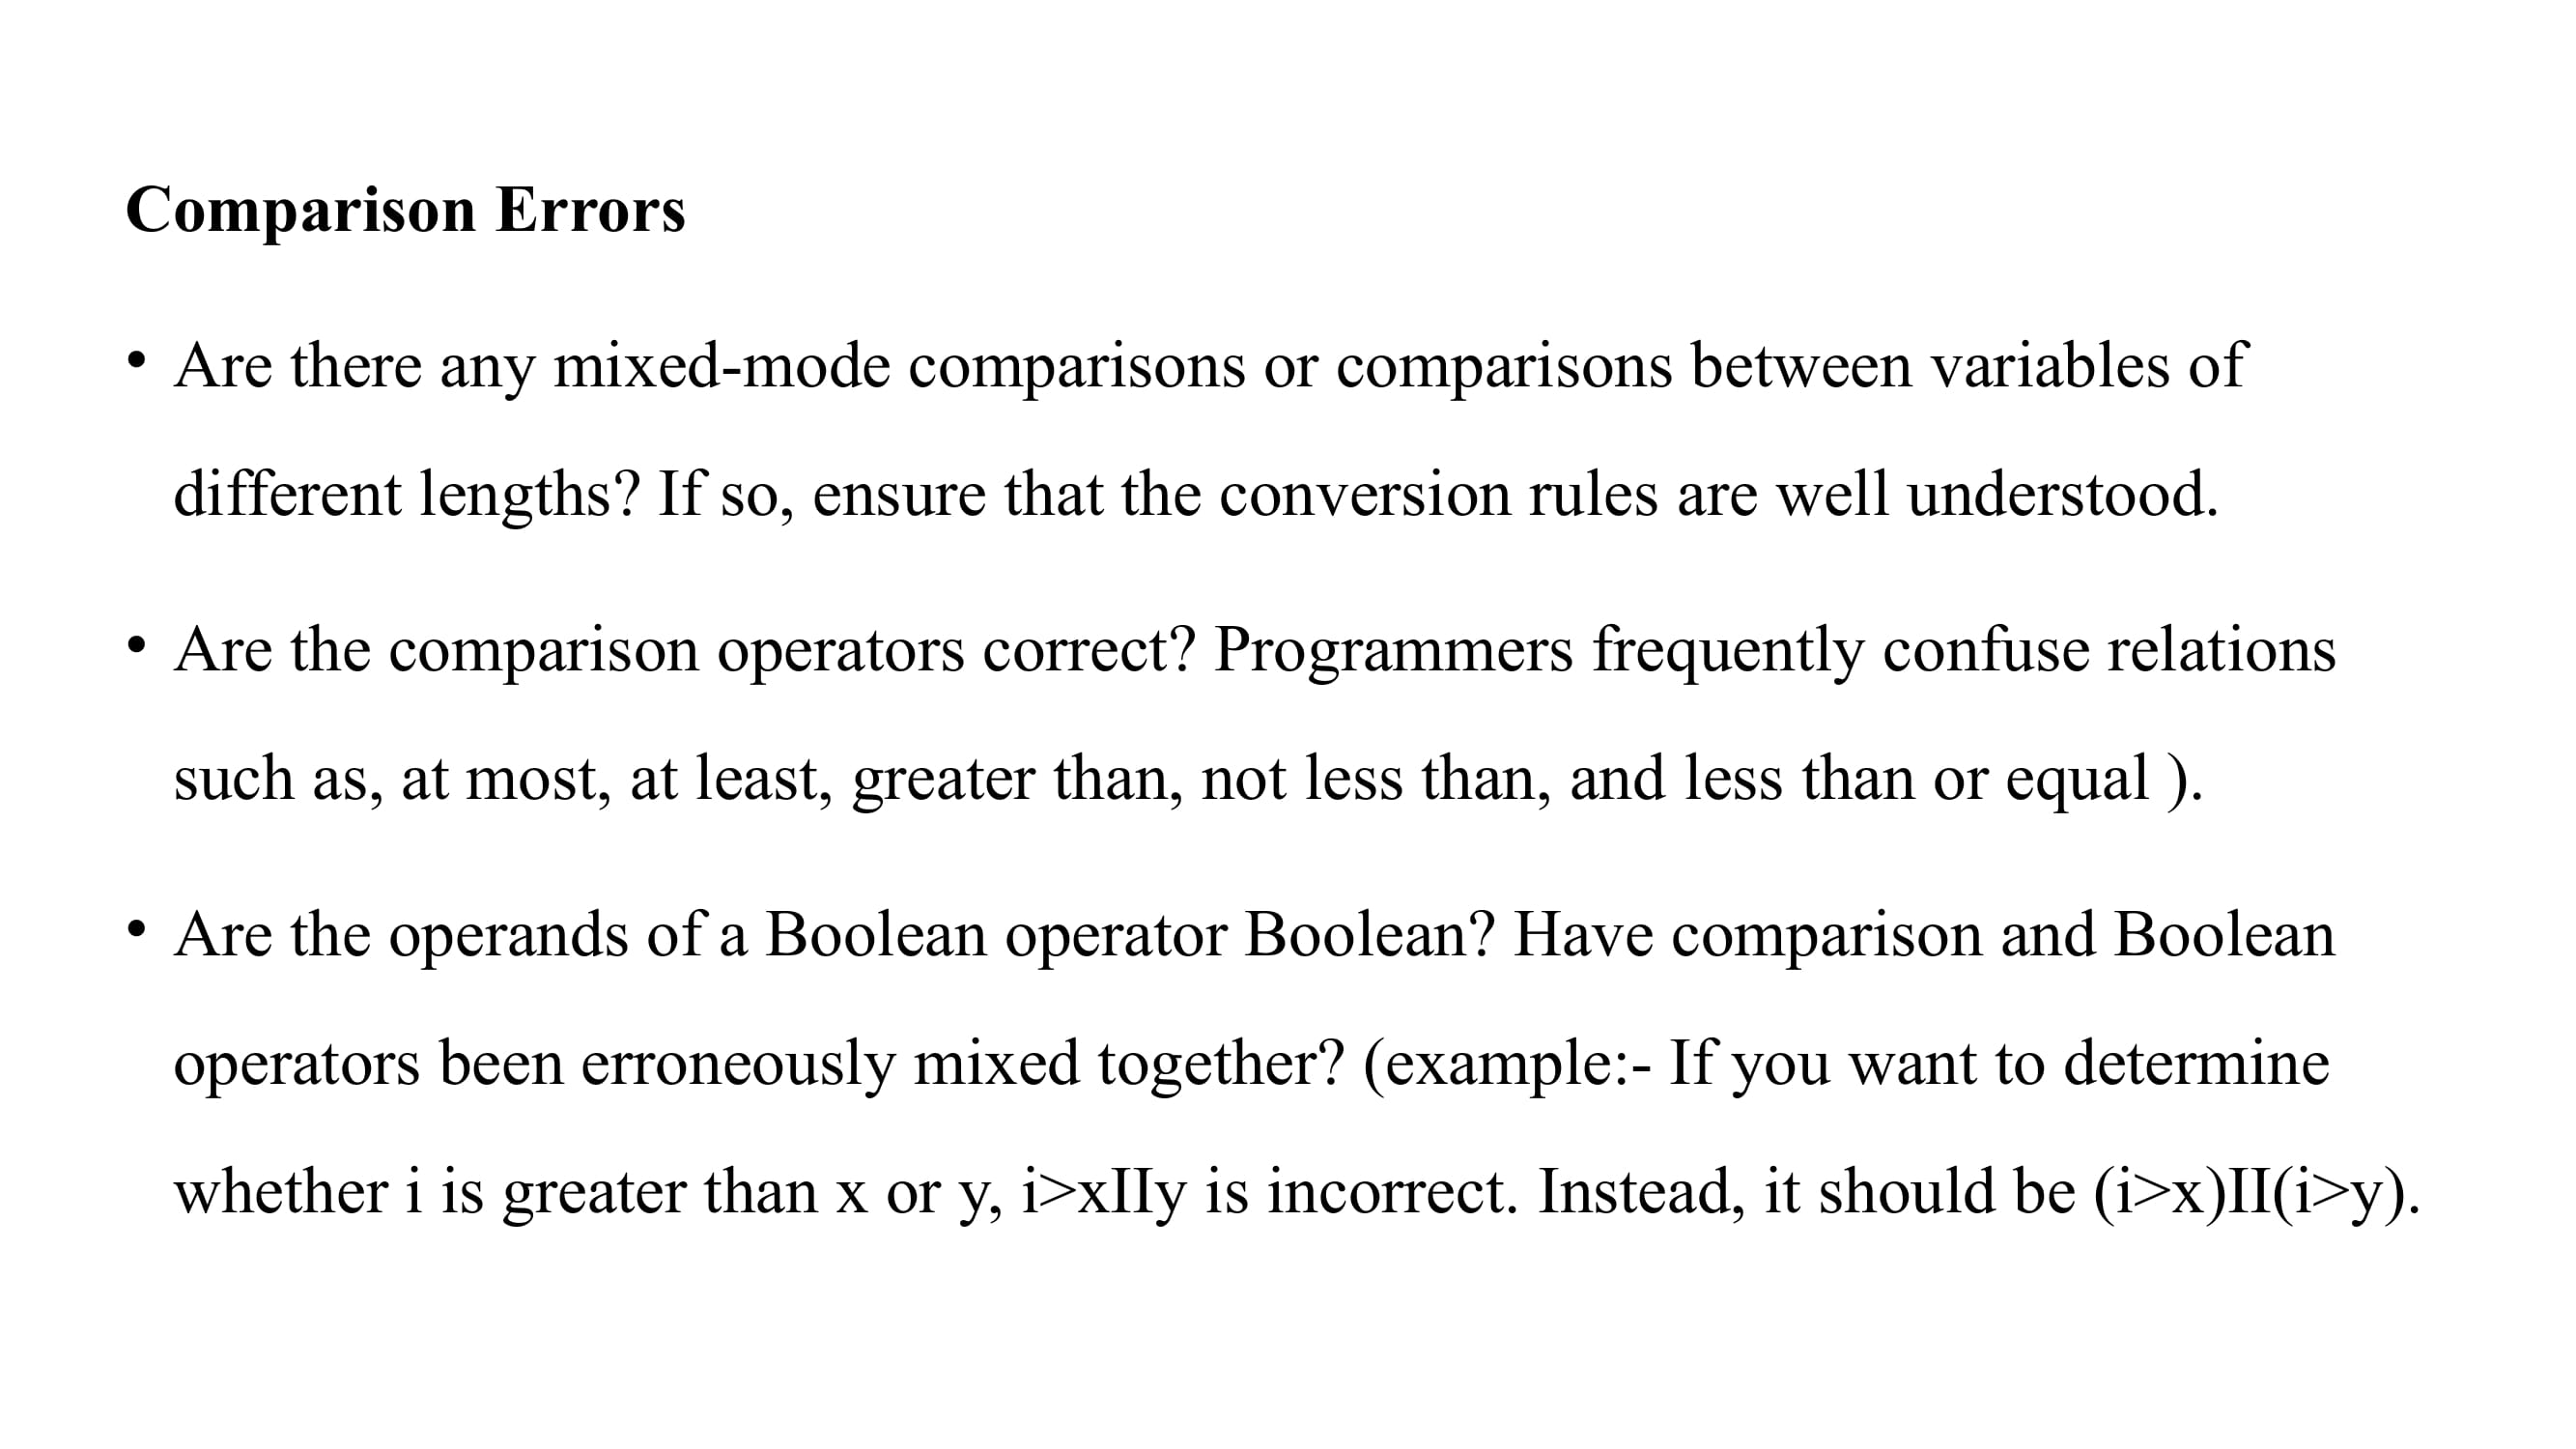 Comparison Errors
• Are there any mixed-mode comparisons or comparisons between variables of
different lengths? If so, ensure that the conversion rules are well understood.
• Are the comparison operators correct? Programmers frequently confuse relations
such as, at most, at least, greater than, not less than, and less than or equal ).
• Are the operands of a Boolean operator Boolean? Have comparison and Boolean
operators been erroneously mixed together? (example:- If you want to determine
whether i is greater than x or y, i>xIIy is incorrect. Instead, it should be (i>x)II(i>y).